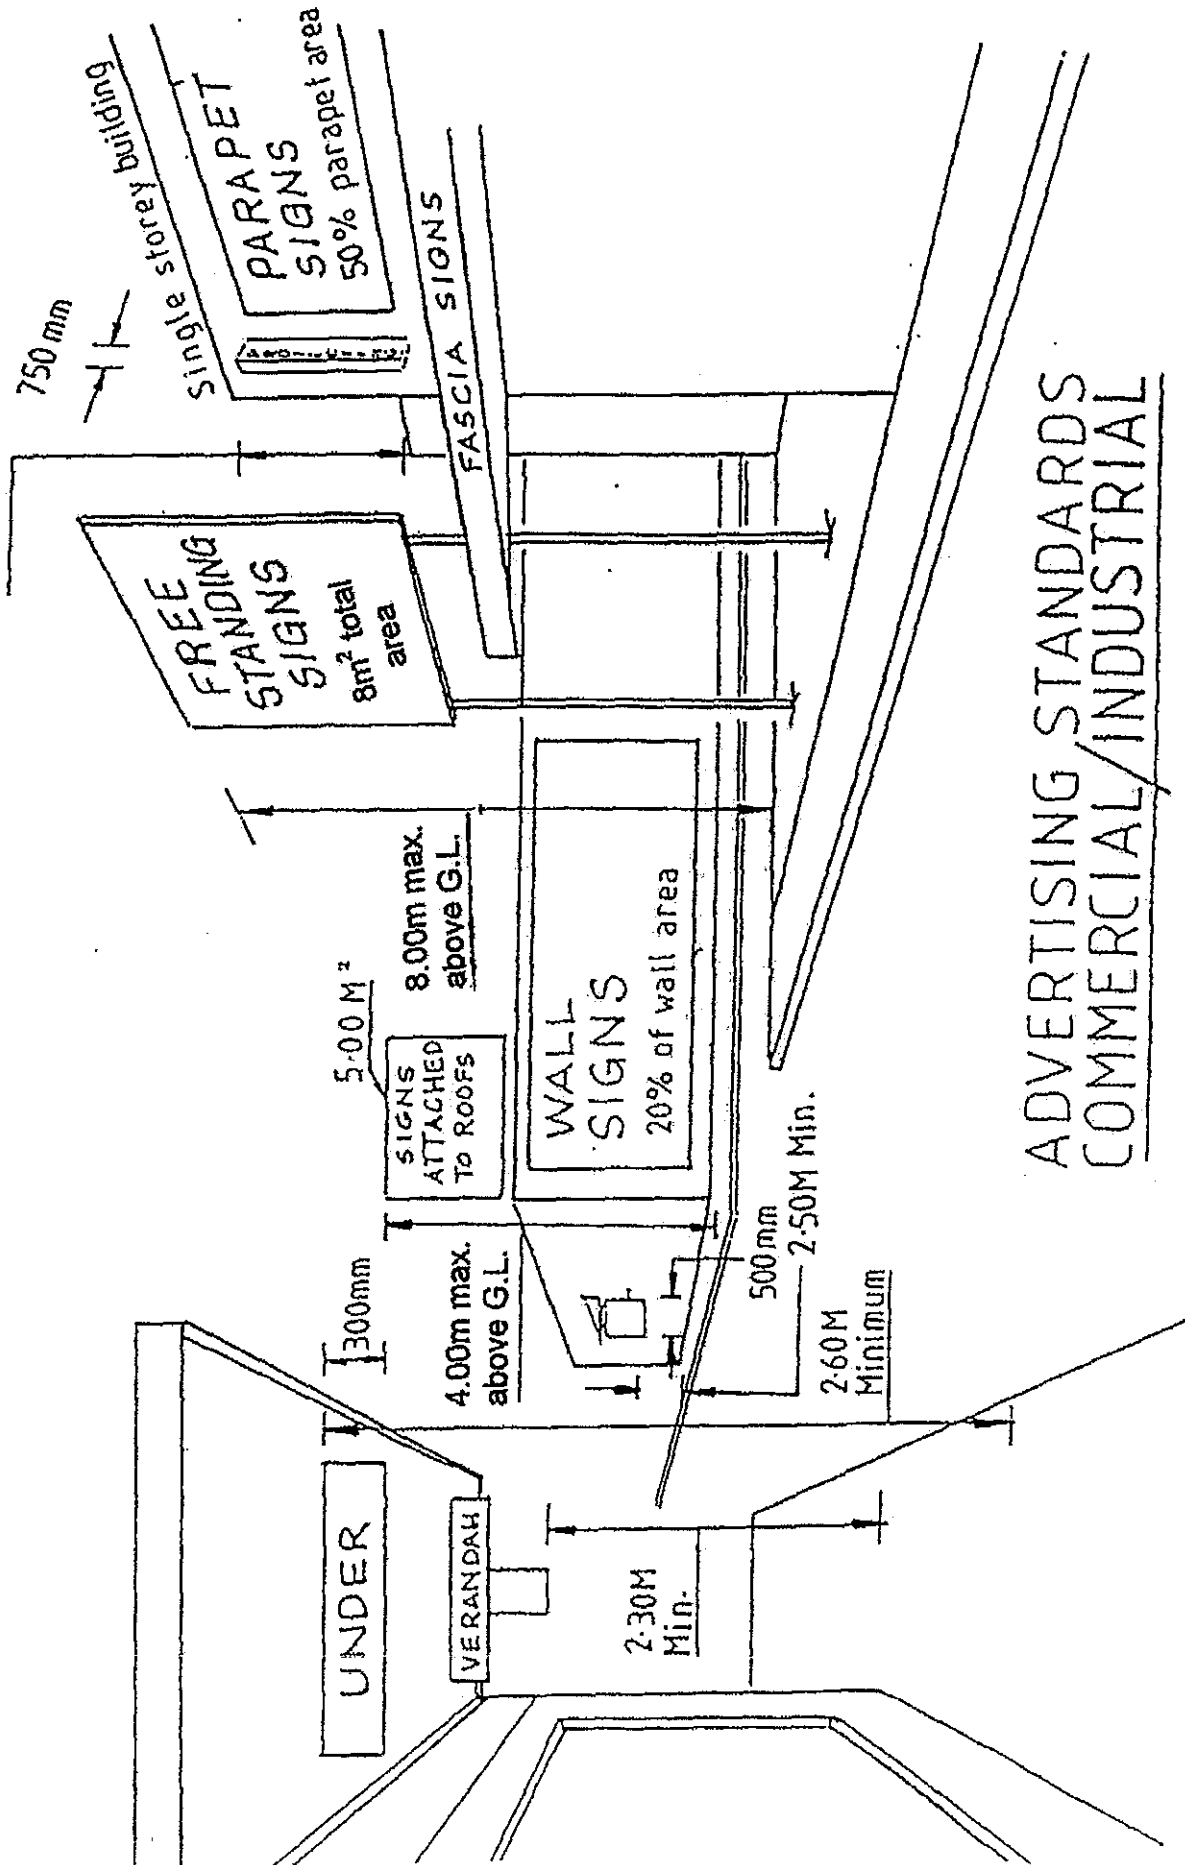 750mm
Single storey building
PARAPET
SIGNS
50% parapet area
FASCIA SIGNS
FREE
STANDING
SIGNS
8m² total
area
8.00m max.
above G.L.
5·00M²
SIGNS
ATTACHED
TO ROOFS
WALL
SIGNS
20% of wall area
300mm
4.00m max.
above G.L.
500mm
2·50M Min.
2·60M
Minimum
UNDER
VERANDAH
2·30M
Min.
ADVERTISING STANDARDS
COMMERCIAL/INDUSTRIAL